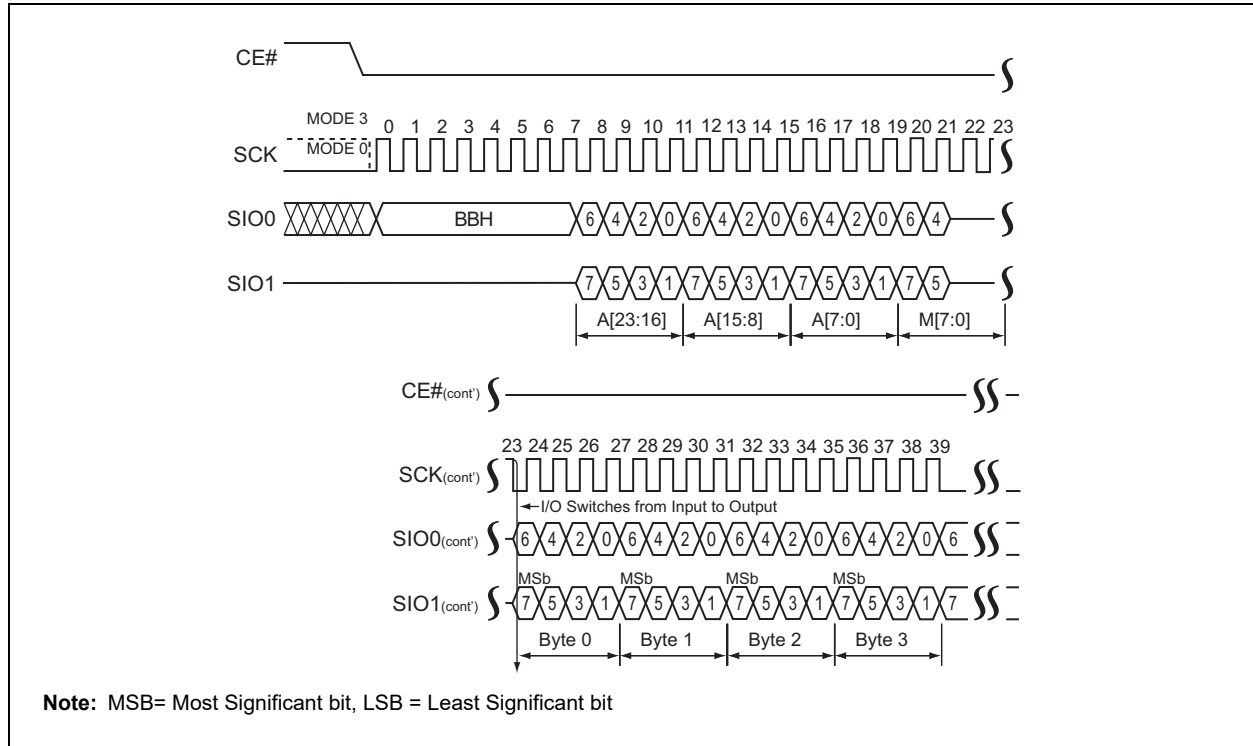 CE#
MODE 3
0 1 2 3 4 5 6 7 8 9 10 11 12 13 14 15 16 17 18 19 20 21 22 23
SCK
MODE 0
SIO0
BBH
6 4 2 0 6 4 2 0 6 4 2 0 6 4
SIO1
7 5 3 1 7 5 3 1 7 5 3 1 7 5
A[23:16] A[15:8] A[7:0] M[7:0]
CE#(cont')
23 24 25 26 27 28 29 30 31 32 33 34 35 36 37 38 39
SCK(cont')
I/O Switches from Input to Output
SIO0(cont')
6 4 2 0 6 4 2 0 6 4 2 0 6 4 2 0 6
MSb MSb MSb MSb
SIO1(cont')
7 5 3 1 7 5 3 1 7 5 3 1 7 5 3 1 7
Byte 0 Byte 1 Byte 2 Byte 3
Note: MSB= Most Significant bit, LSB = Least Significant bit